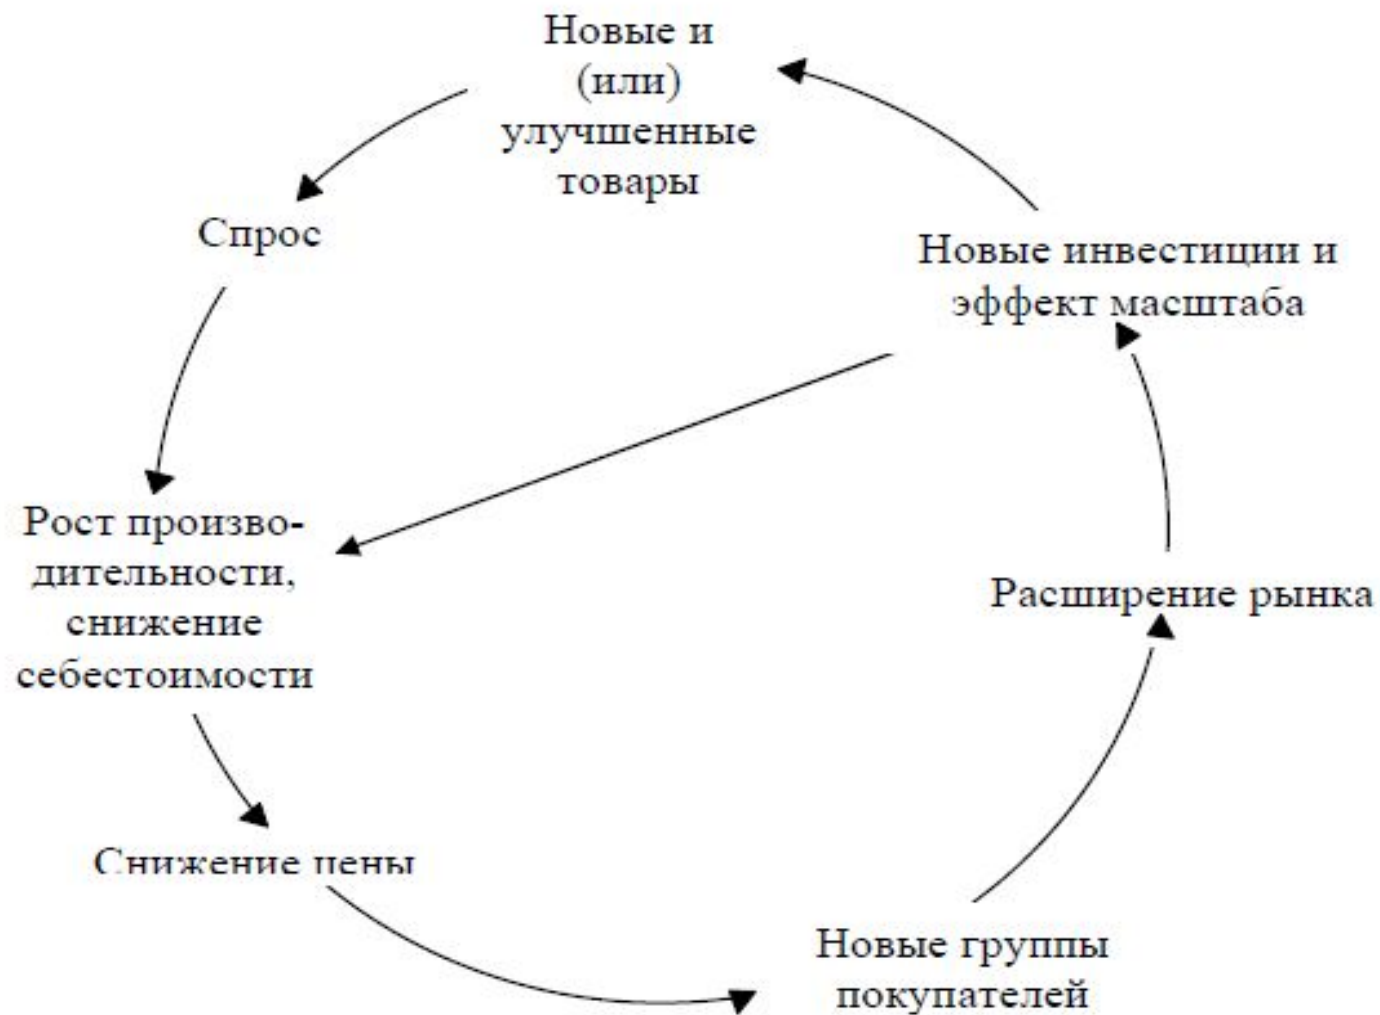 Новые и
(или)
улучшенные
товары
Спрос
Новые инвестиции и
эффект масштаба
Рост произво-
дительности,
снижение
себестоимости
Расширение рынка
Снижение цены
Новые группы
покупателей